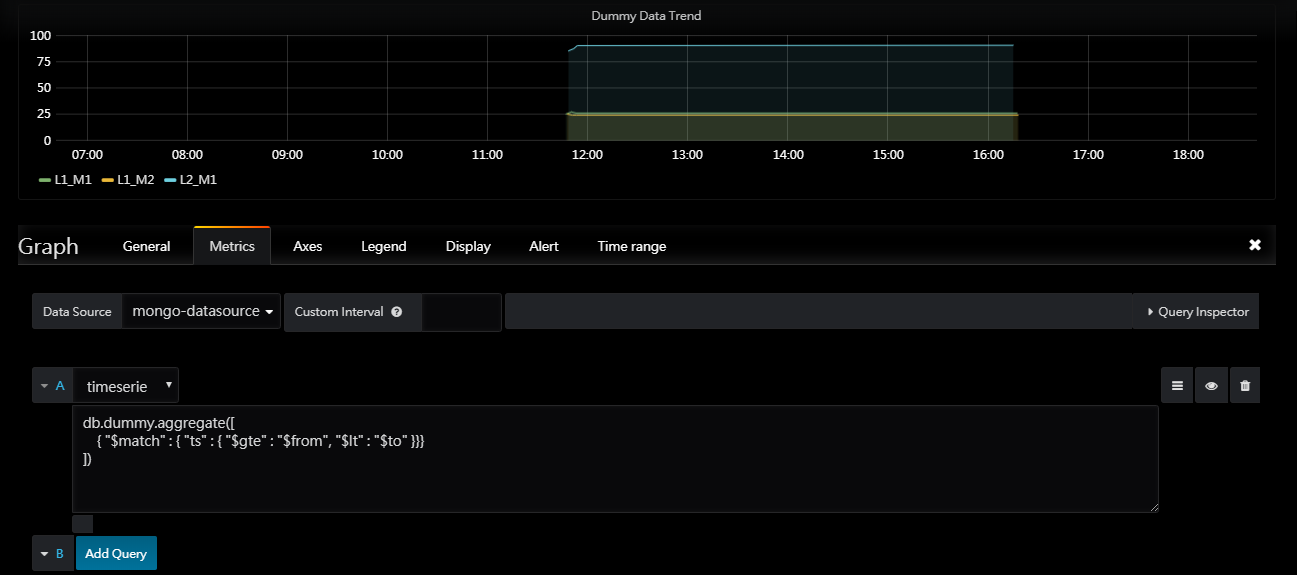 Dummy Data Trend
100
75
50
25
0
07:00 08:00 09:00 10:00 11:00 12:00 13:00 14:00 15:00 16:00 17:00 18:00
L1_M1 L1_M2 L2_M1
Graph General Metrics Axes Legend Display Alert Time range
Data Source mongo-datasource Custom Interval Query Inspector
A timeserie
db.dummy.aggregate([
{ "$match" : { "ts" : { "$gte" : "$from", "$lt" : "$to" }}}
])
B Add Query